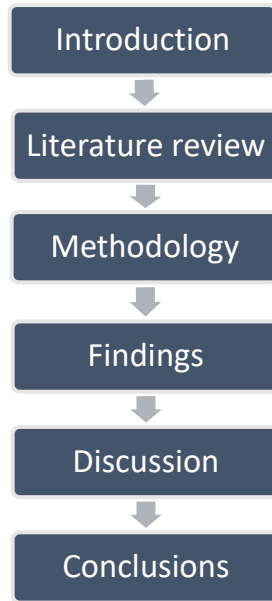 Introduction
Literature review
Methodology
Findings
Discussion
Conclusions